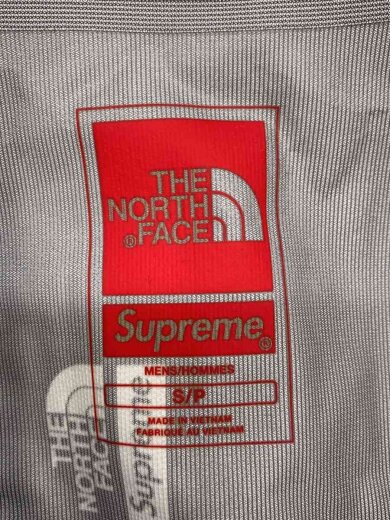 THE
NORTH
FACE
®
Supreme®
MENS/HOMMES
S/P
MADE IN VIETNAM
FABRIQUÉ AU VIETNAM
THE
NORTH
FACE
Supreme